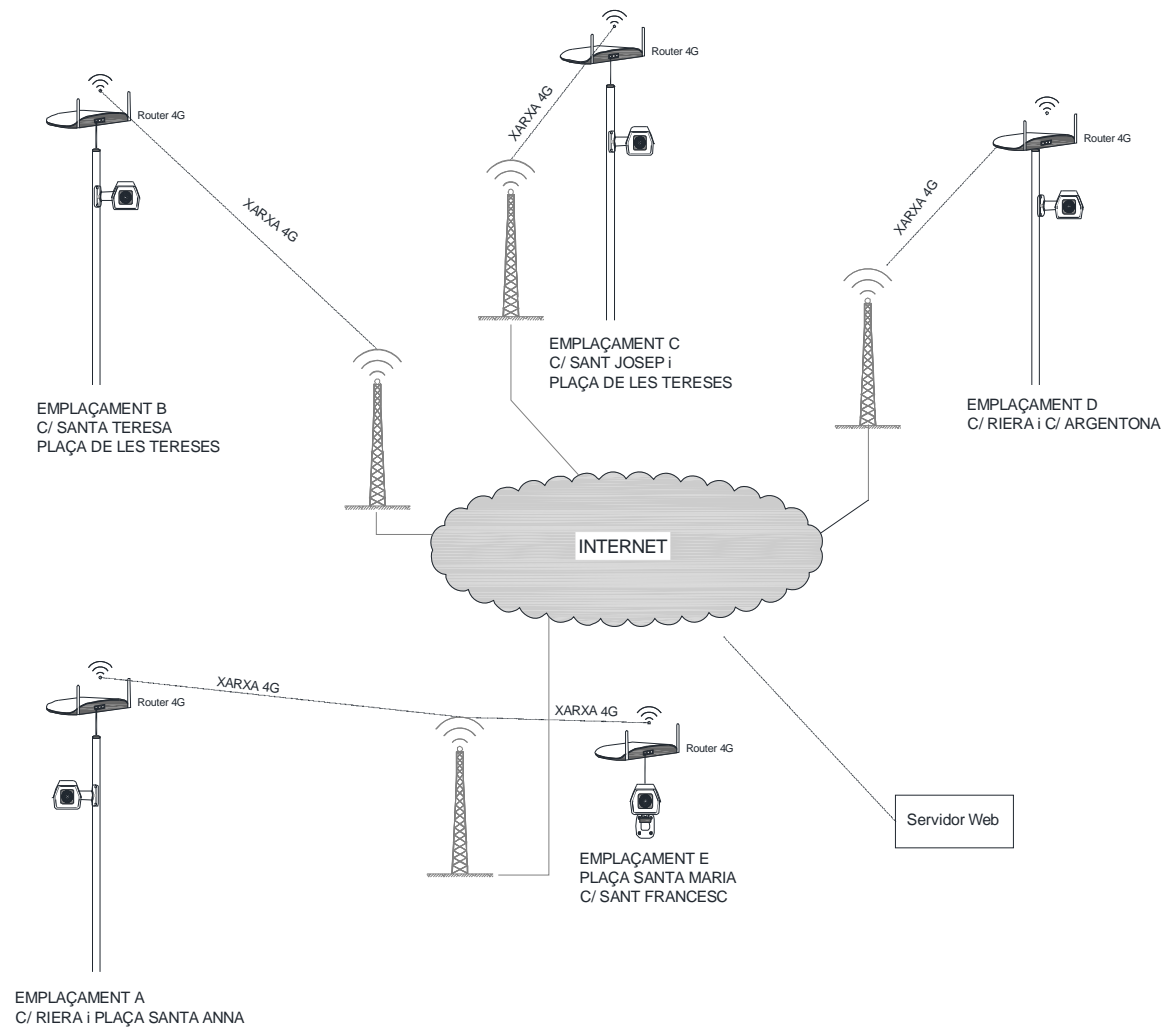 Router 4G
XARXA 4G
Router 4G
XARXA 4G
Router 4G
XARXA 4G
EMPLAÇAMENT C
C/ SANT JOSEP i
PLAÇA DE LES TERESES
EMPLAÇAMENT B
C/ SANTA TERESA
PLAÇA DE LES TERESES
EMPLAÇAMENT D
C/ RIERA i C/ ARGENTONA
INTERNET
XARXA 4G
Router 4G
XARXA 4G
Router 4G
Servidor Web
EMPLAÇAMENT E
PLAÇA SANTA MARIA
C/ SANT FRANCESC
EMPLAÇAMENT A
C/ RIERA i PLAÇA SANTA ANNA